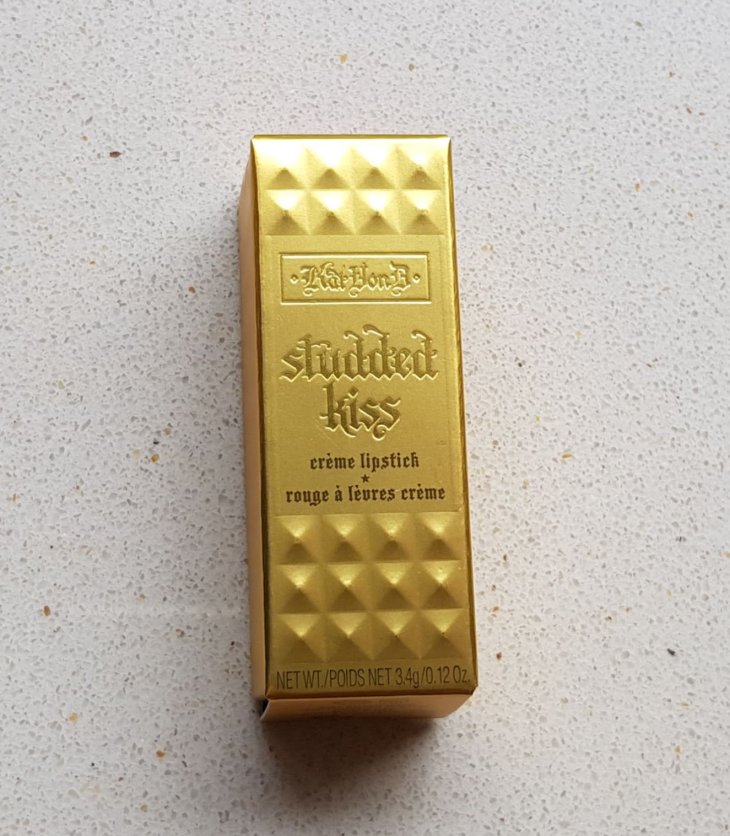 Kat Von D
studded
kiss
crème lipstick
rouge à lèvres crème
NET WT./POIDS NET 3.4g/0.12 Oz.